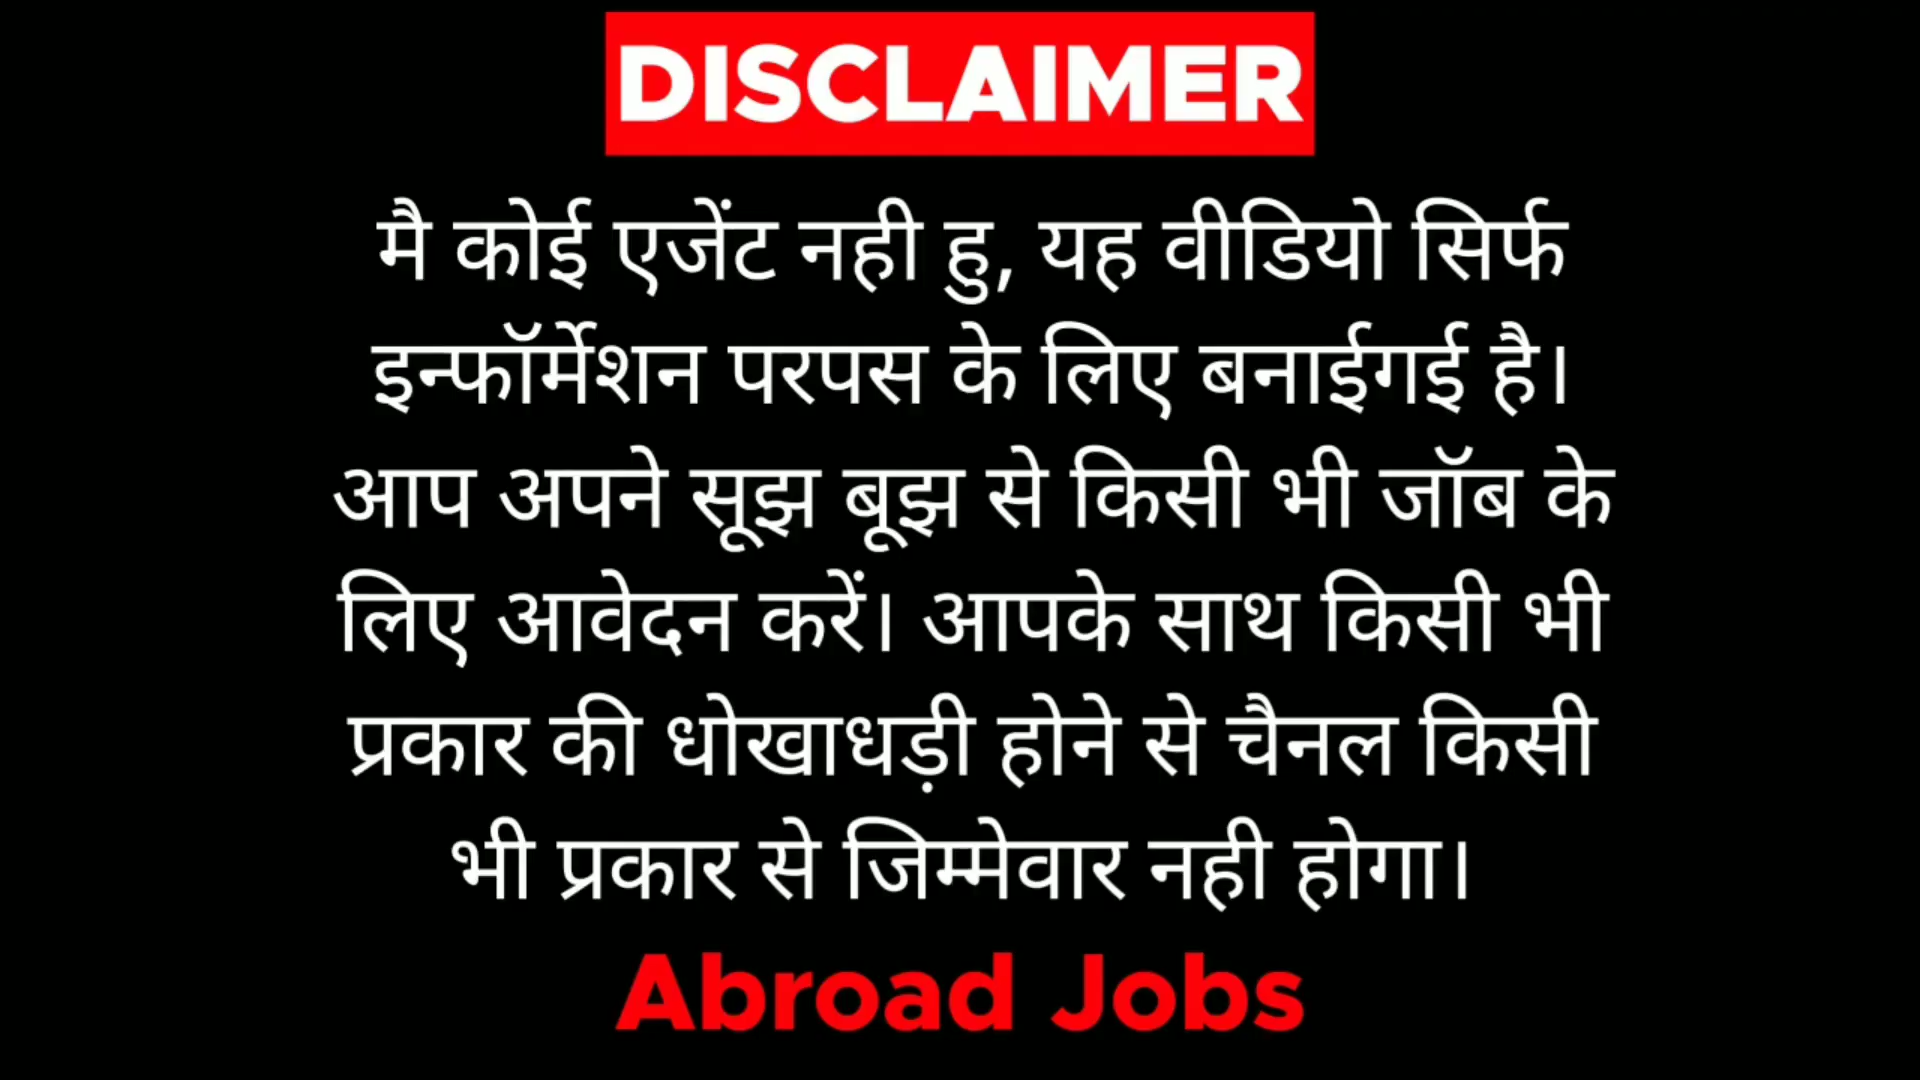 DISCLAIMER
मै कोई एजेंट नही हु, यह वीडियो सिर्फ
इन्फॉर्मेशन परपस के लिए बनाईगई है।
आप अपने सूझ बूझ से किसी भी जॉब के
लिए आवेदन करें। आपके साथ किसी भी
प्रकार की धोखाधड़ी होने से चैनल किसी
भी प्रकार से जिम्मेवार नही होगा।
Abroad Jobs